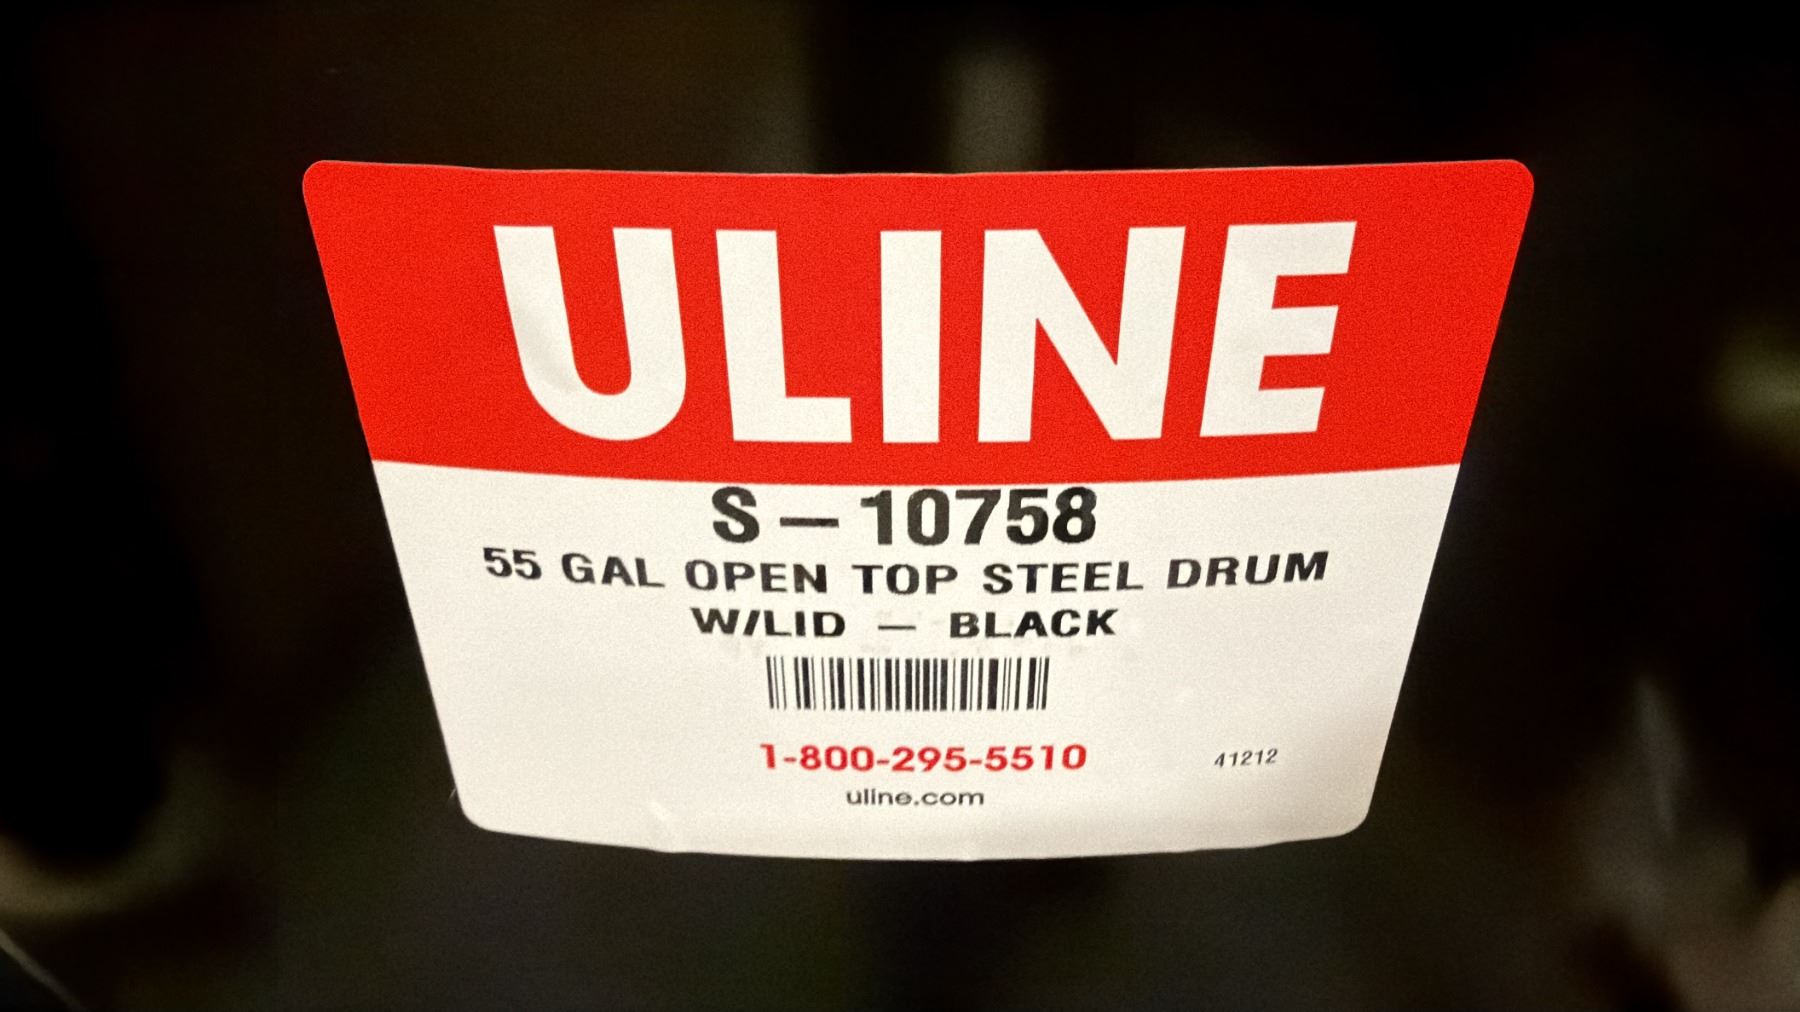 ULINE
S – 10758
55 GAL OPEN TOP STEEL DRUM
W/LID – BLACK
1-800-295-5510
41212
uline.com